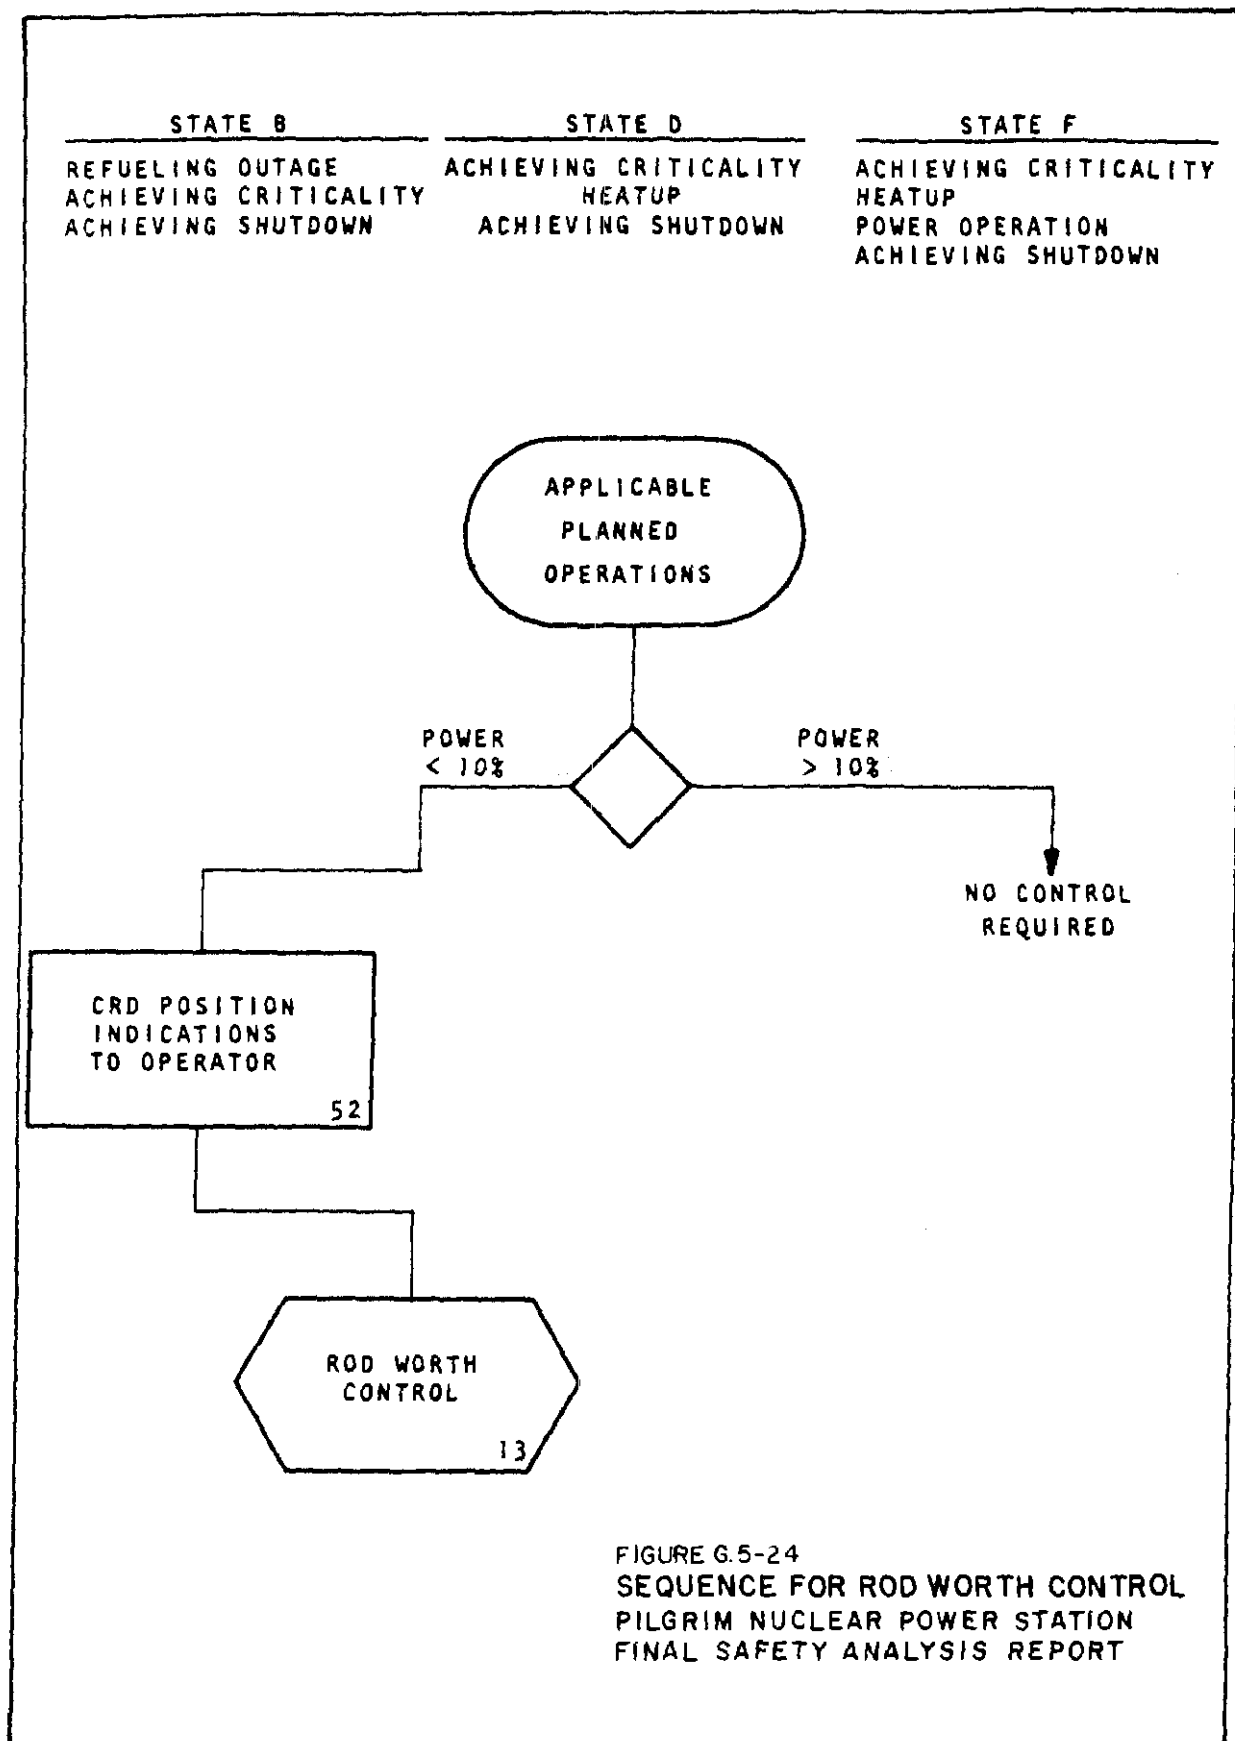 STATE B
REFUELING OUTAGE
ACHIEVING CRITICALITY
ACHIEVING SHUTDOWN
STATE D
ACHIEVING CRITICALITY
HEATUP
ACHIEVING SHUTDOWN
STATE F
ACHIEVING CRITICALITY
HEATUP
POWER OPERATION
ACHIEVING SHUTDOWN
APPLICABLE
PLANNED
OPERATIONS
POWER
< 10%
POWER
> 10%
NO CONTROL
REQUIRED
CRD POSITION
INDICATIONS
TO OPERATOR
52
ROD WORTH
CONTROL
13
FIGURE G.5-24
SEQUENCE FOR ROD WORTH CONTROL
PILGRIM NUCLEAR POWER STATION
FINAL SAFETY ANALYSIS REPORT